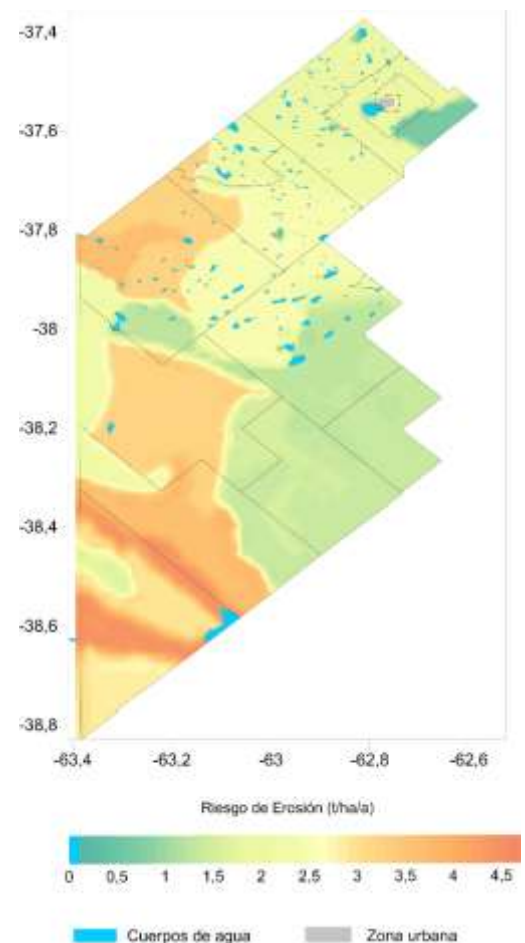 -37,4
-37,6
-37,8
-38
-38,2
-38,4
-38,6
-38,8
-63,4 -63,2 -63 -62,8 -62,6
Riesgo de Erosión (t/ha/a)
0 0,5 1 1,5 2 2,5 3 3,5 4 4,5
Cuerpos de agua Zona urbana